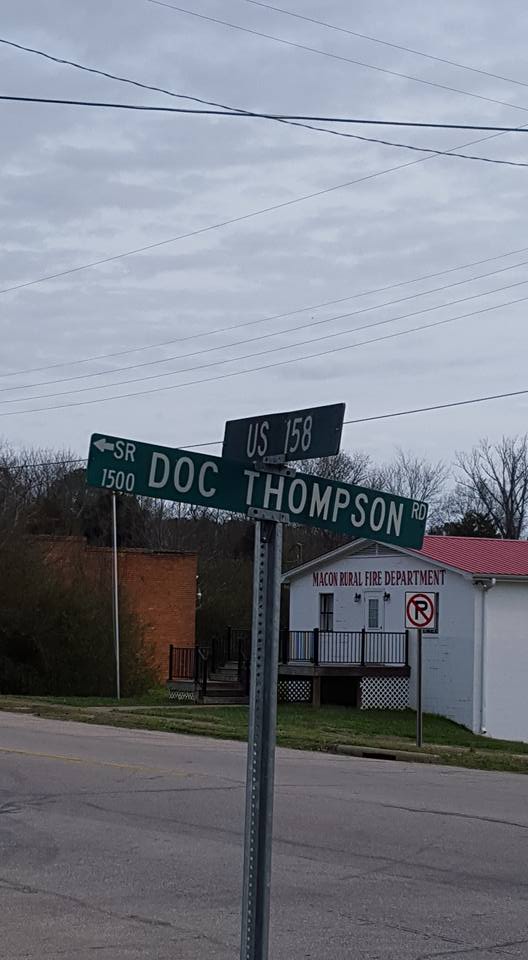 US 158
SR
1500
DOC THOMPSON RD
MACON RURAL FIRE DEPARTMENT
P